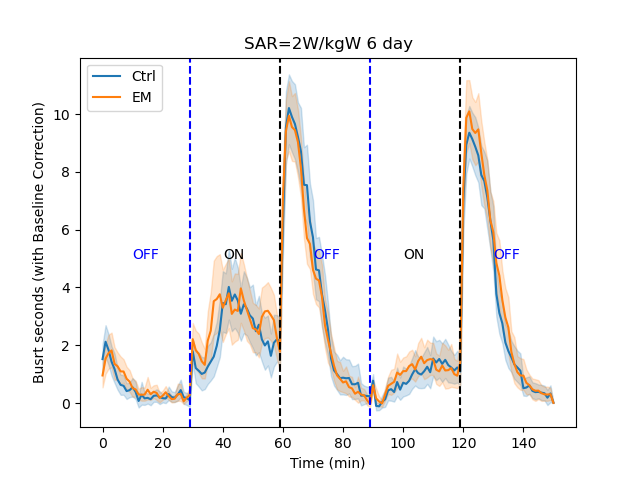 SAR=2W/kgW 6 day
Ctrl
EM
OFF
ON
OFF
ON
OFF
10
8
6
4
2
0
0
20
40
60
80
100
120
140
Busrt seconds (with Baseline Correction)
Time (min)